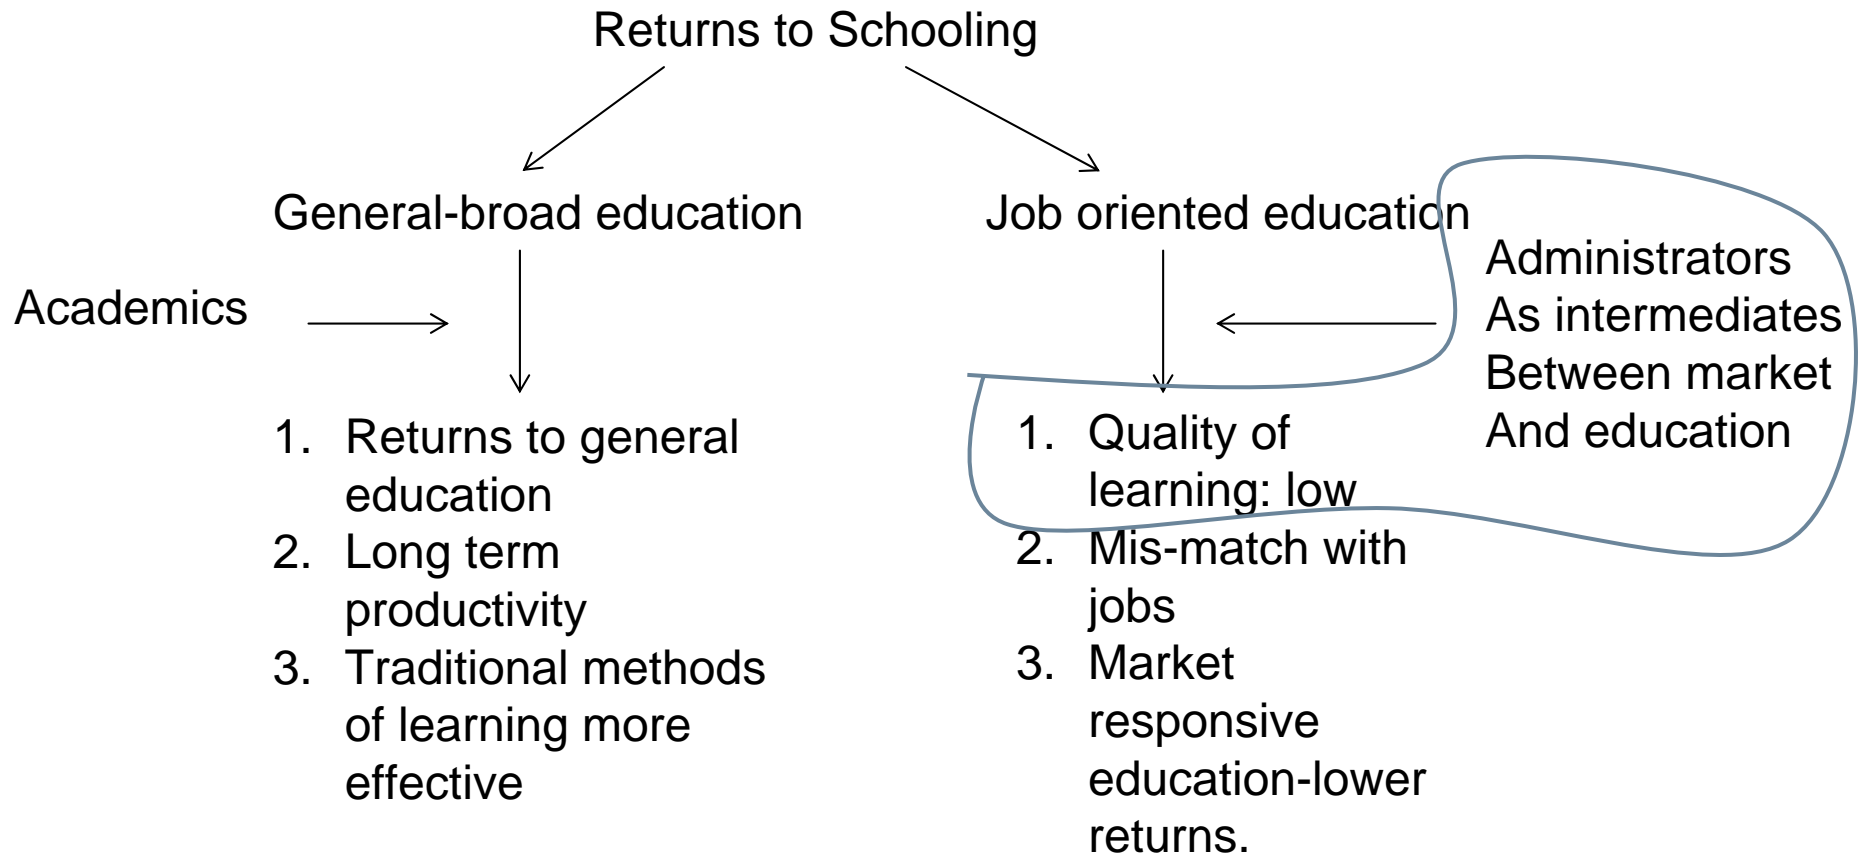 Returns to Schooling
General-broad education
Job oriented education
Academics
Administrators
As intermediates
Between market
And education
1. Returns to general
education
2. Long term
productivity
3. Traditional methods
of learning more
effective
1. Quality of
learning: low
2. Mis-match with
jobs
3. Market
responsive
education-lower
returns.